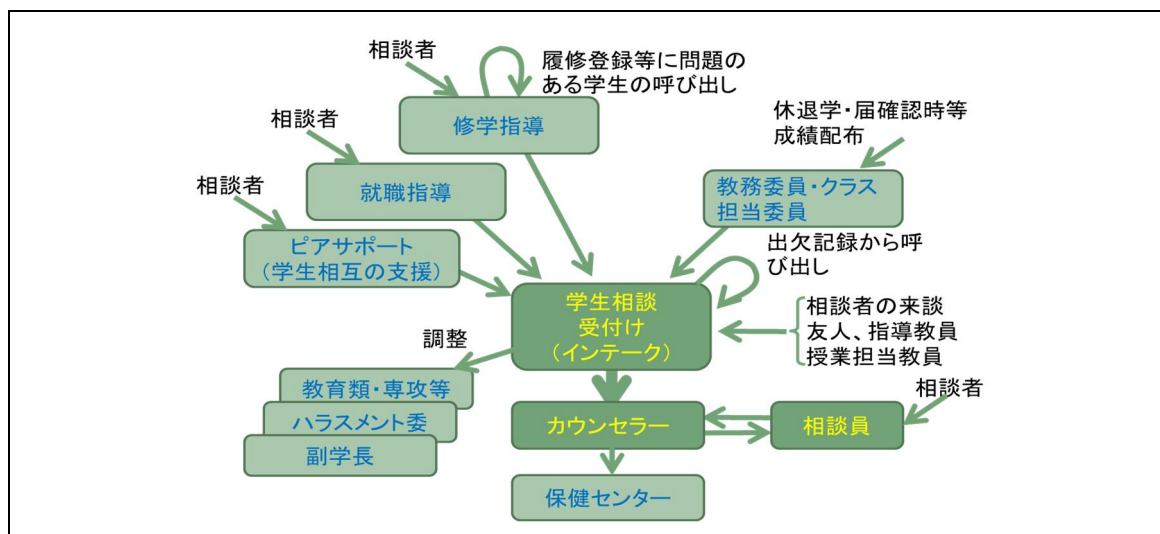 相談者
履修登録等に問題の
ある学生の呼び出し
修学指導
相談者
就職指導
相談者
ピアサポート
(学生相互の支援)
休退学・届確認時等
成績配布
教務委員・クラス
担当委員
出欠記録から呼
び出し
学生相談
受付け
(インテーク)
相談者の来談
友人、指導教員
授業担当教員
調整
教育類・専攻等
ハラスメント委
副学長
カウンセラー
相談員
相談者
保健センター